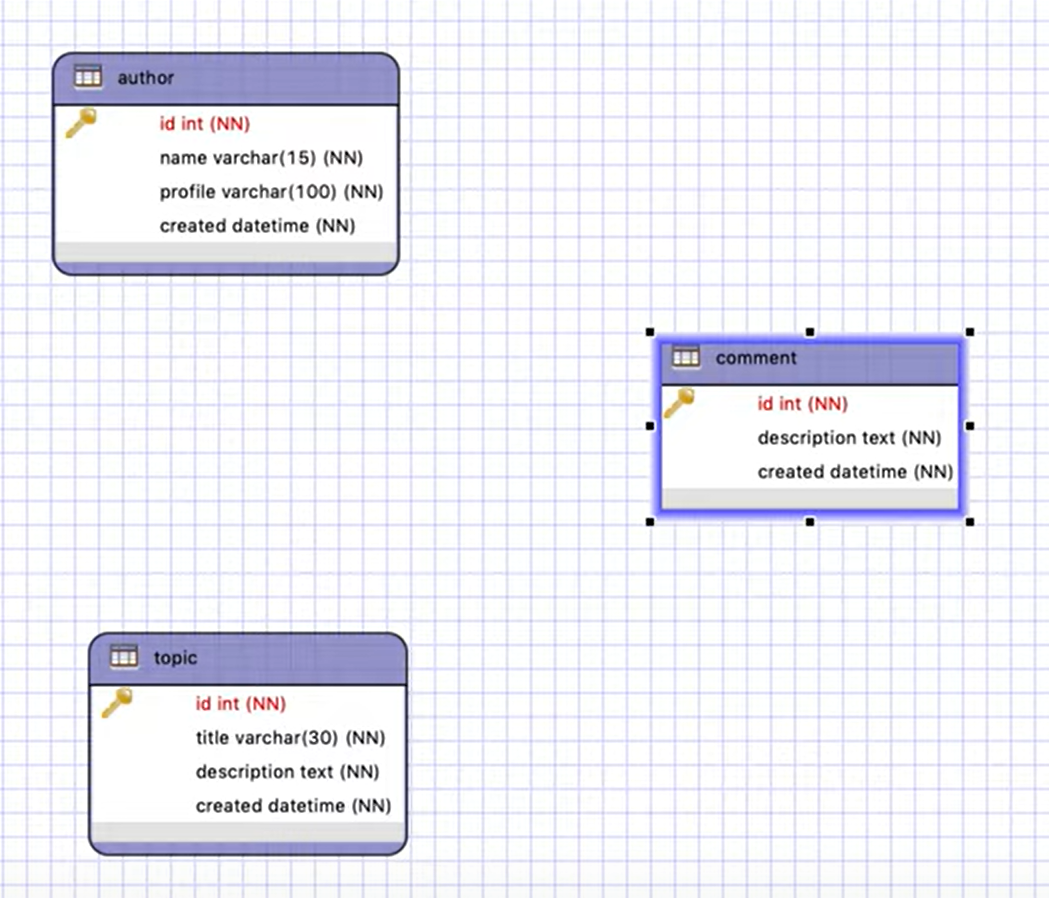 author
id int (NN)
name varchar(15) (NN)
profile varchar(100) (NN)
created datetime (NN)
comment
id int (NN)
description text (NN)
created datetime (NN)
topic
id int (NN)
title varchar(30) (NN)
description text (NN)
created datetime (NN)